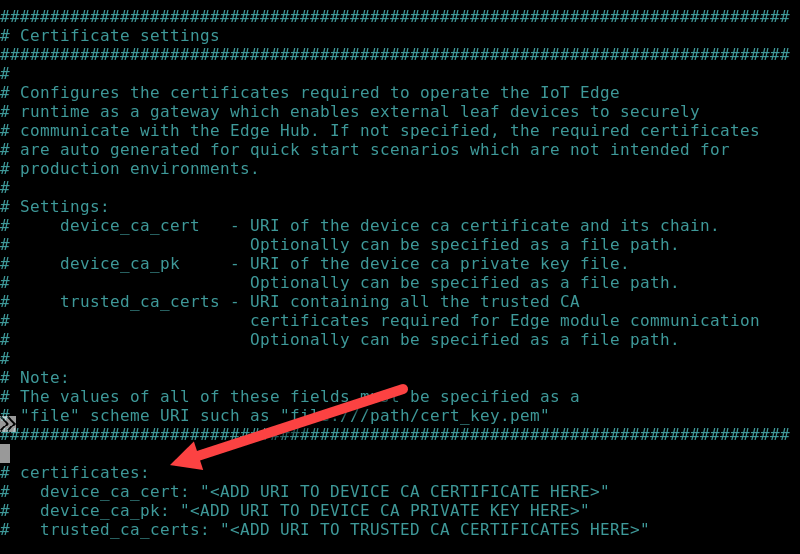 ###############################################################################
# Certificate settings
###############################################################################
#
# Configures the certificates required to operate the IoT Edge
# runtime as a gateway which enables external leaf devices to securely
# communicate with the Edge Hub. If not specified, the required certificates
# are auto generated for quick start scenarios which are not intended for
# production environments.
#
# Settings:
#     device_ca_cert   - URI of the device ca certificate and its chain.
#                        Optionally can be specified as a file path.
#     device_ca_pk     - URI of the device ca private key file.
#                        Optionally can be specified as a file path.
#     trusted_ca_certs - URI containing all the trusted CA
#                        certificates required for Edge module communication
#                        Optionally can be specified as a file path.
#
# Note:
# The values of all of these fields must be specified as a
# "file" scheme URI such as "file:///path/cert_key.pem"
###############################################################################

# certificates:
#   device_ca_cert: "<ADD URI TO DEVICE CA CERTIFICATE HERE>"
#   device_ca_pk: "<ADD URI TO DEVICE CA PRIVATE KEY HERE>"
#   trusted_ca_certs: "<ADD URI TO TRUSTED CA CERTIFICATES HERE>"